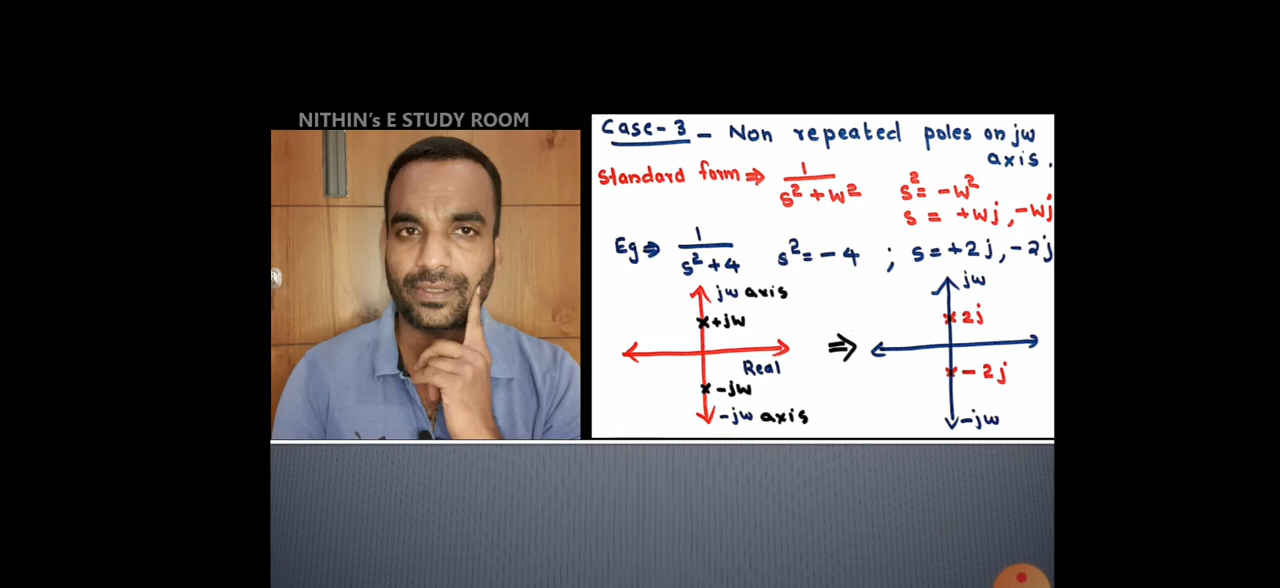 NITHIN's E STUDY ROOM
Case-3 - Non repeated poles on jw
axis.
Standard form ⇒ 1/(s²+w²) s² = -w²
s = +wj, -wj
Eg ⇒ 1/(s²+4) s² = -4 ; s = +2j, -2j
jw axis
+jw
Real
-jw
-jw axis
⇒
jw
2j
-2j
-jw